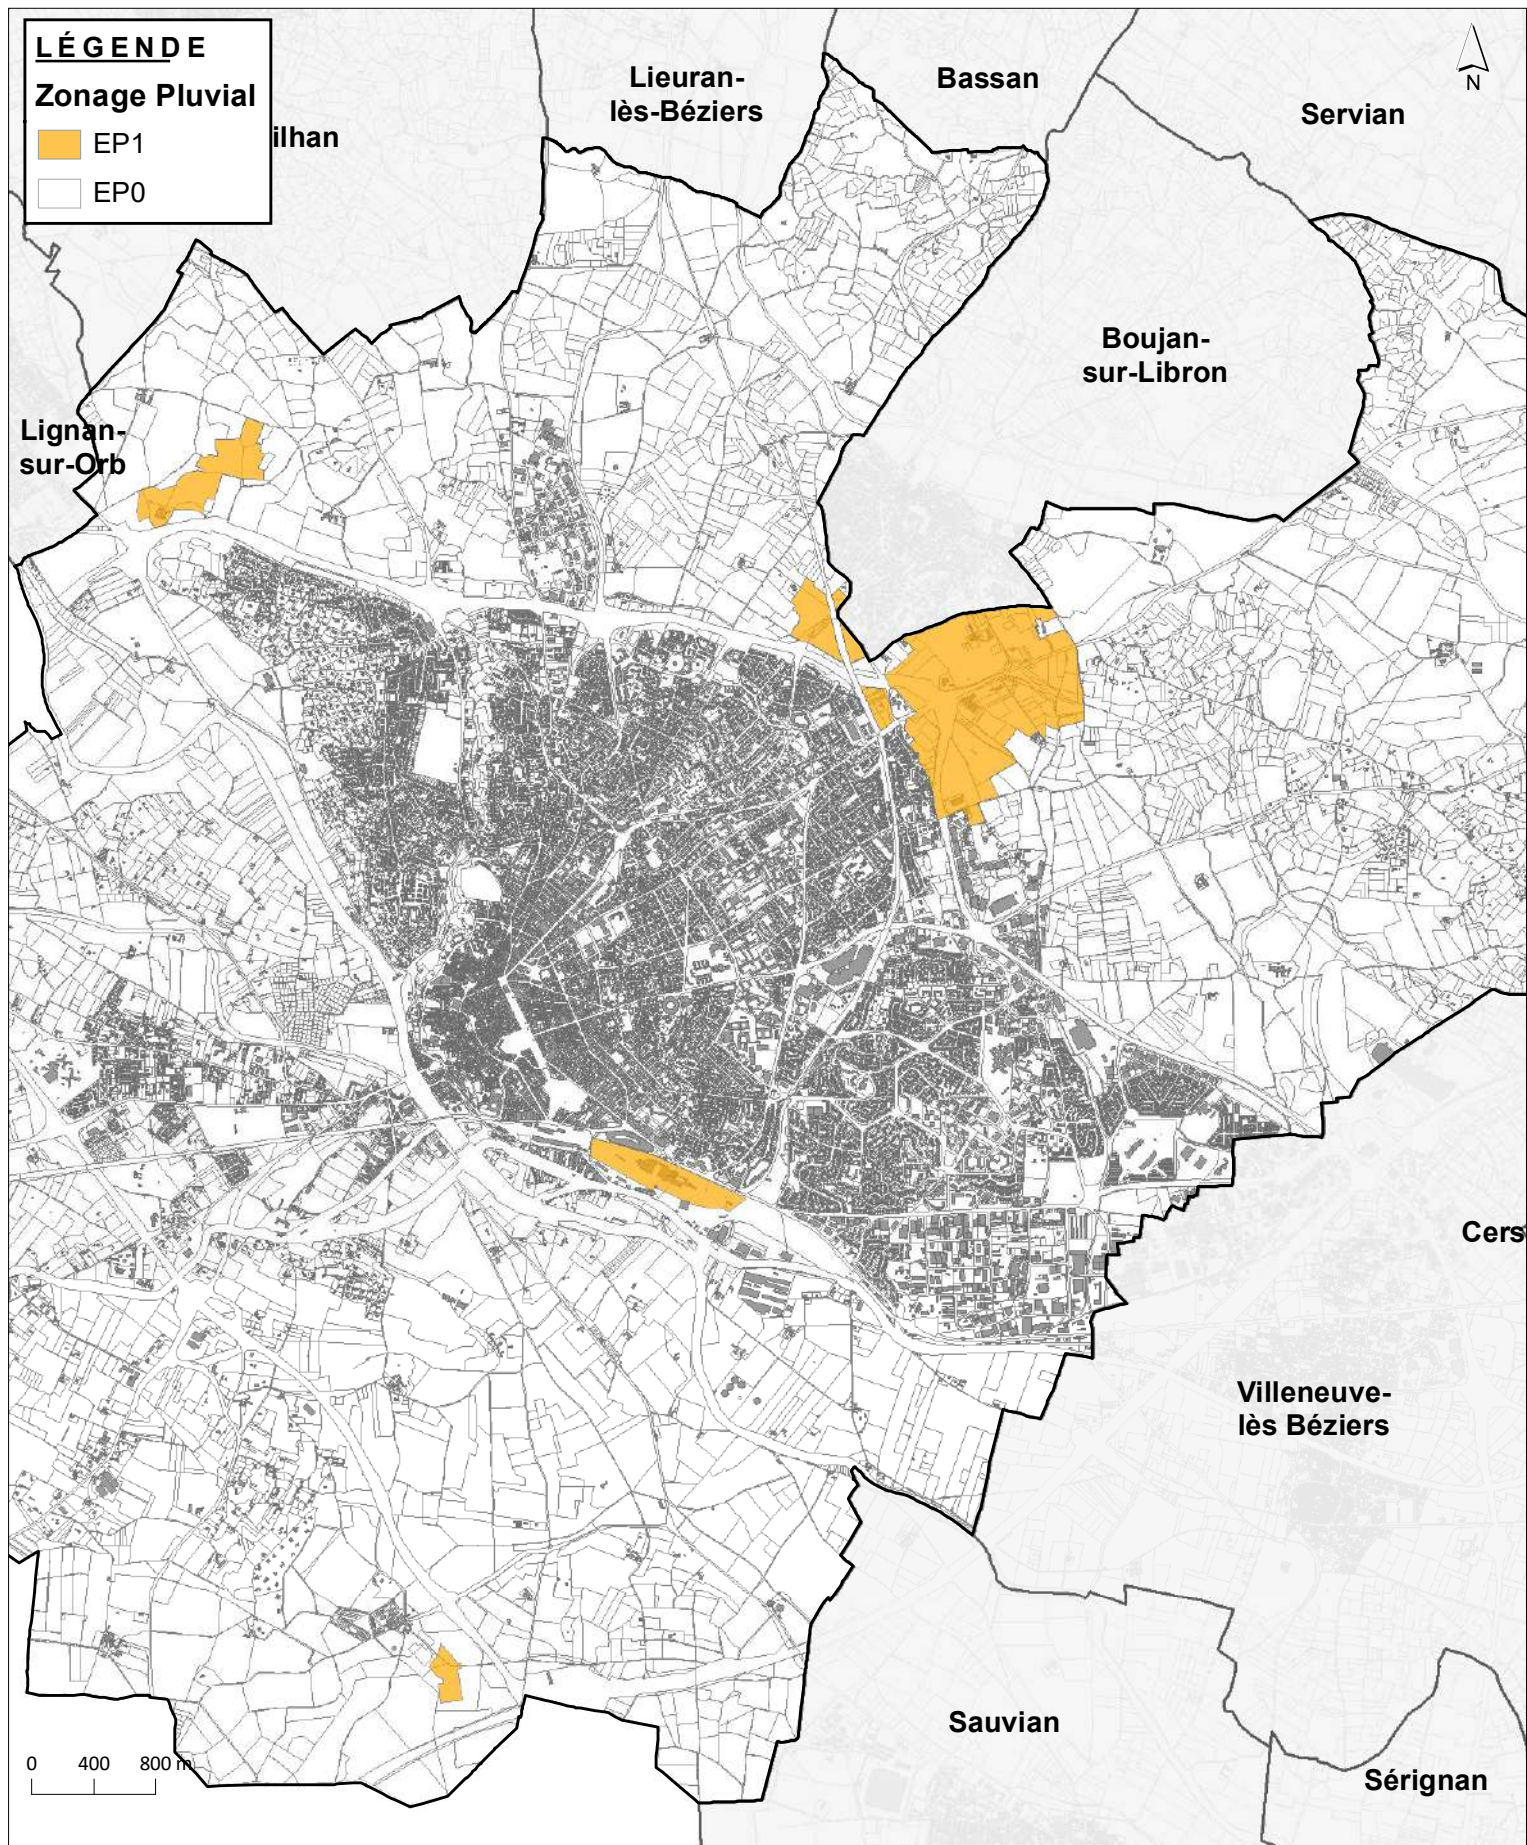 LÉGENDE
Zonage Pluvial
EP1
EP0
ilhan
Lieuran-
lès-Béziers
Bassan
Servian
N
Boujan-
sur-Libron
Lignan-
sur-Orb
Cers
Villeneuve-
lès Béziers
Sauvian
Sérignan
0 400 800 m